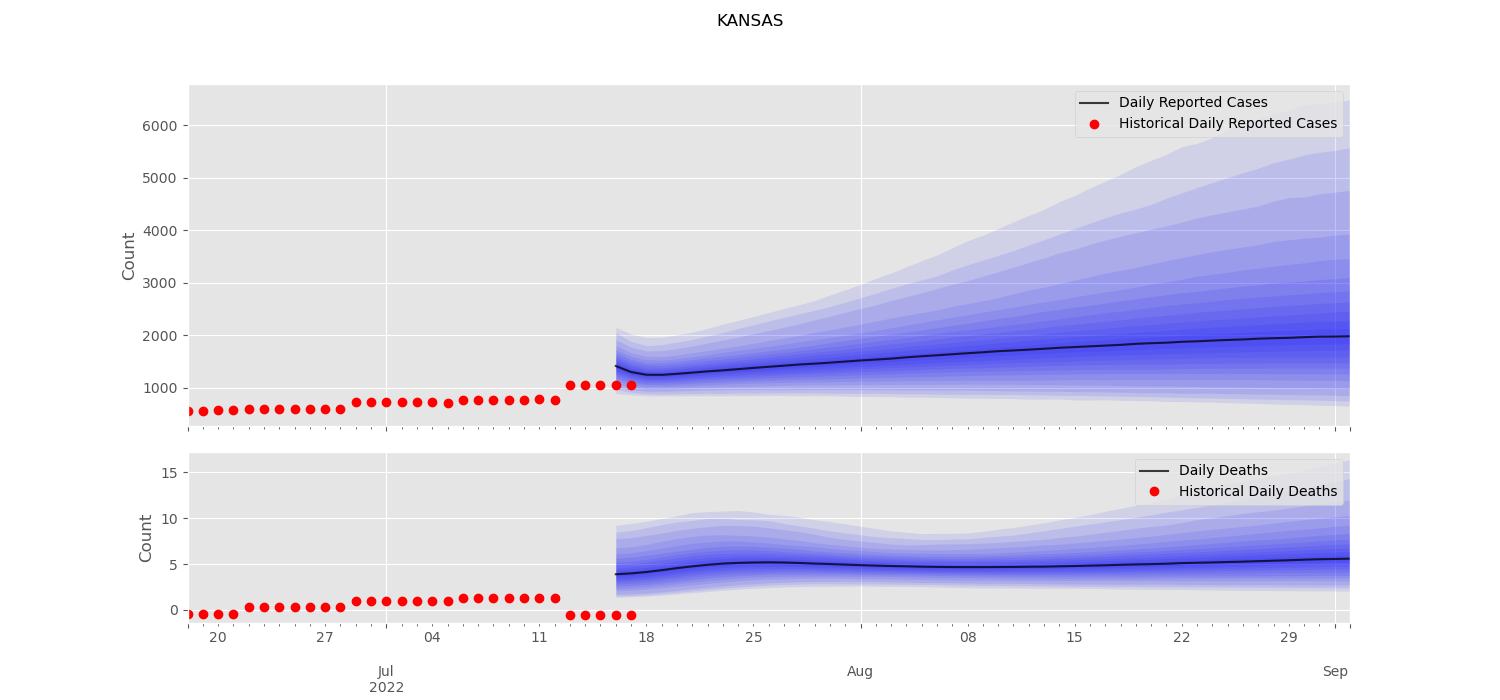 KANSAS
Daily Reported Cases
Historical Daily Reported Cases
6000
5000
4000
3000
2000
1000
Count
Daily Deaths
Historical Daily Deaths
15
10
5
0
Count
20 27 04 11 18 25 08 15 22 29
Jul Aug Sep
2022